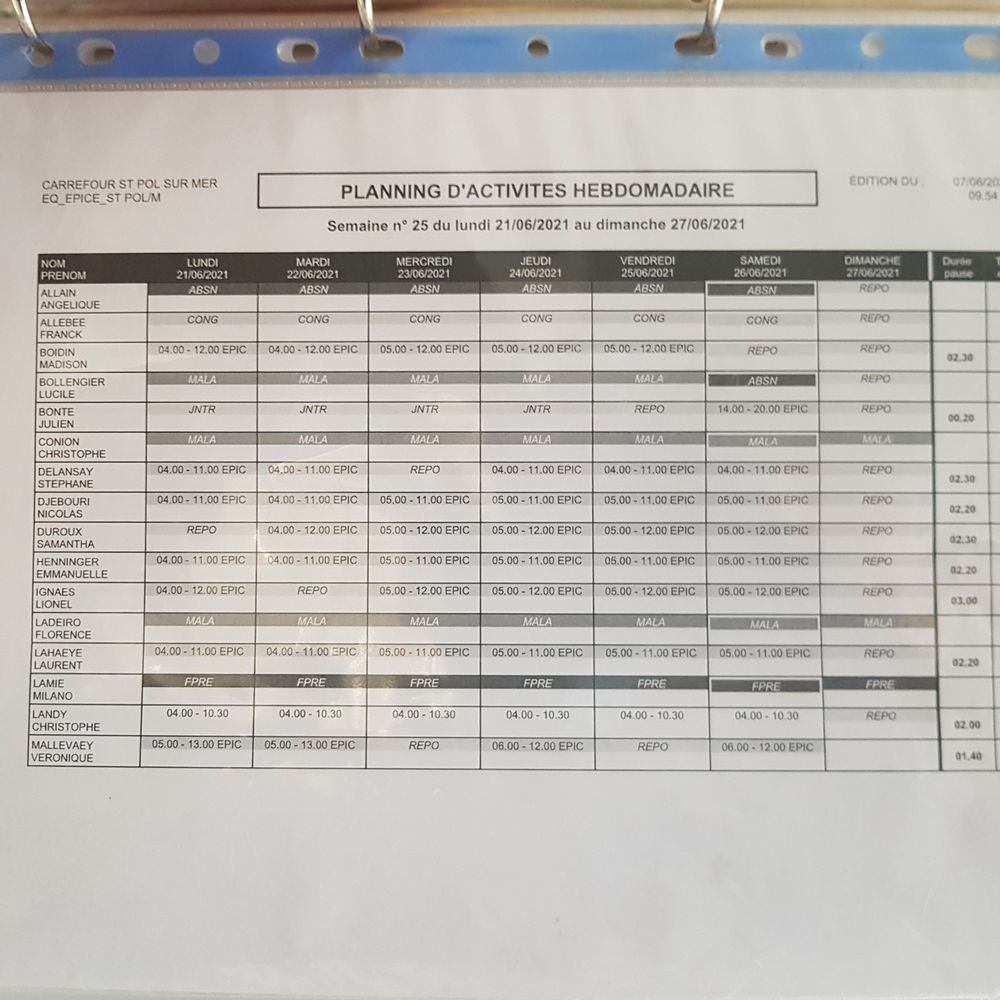 CARREFOUR ST POL SUR MER
EQ_EPICE_ST POL/M
PLANNING D'ACTIVITES HEBDOMADAIRE
EDITION DU : 07/06/20
09.54
Semaine n° 25 du lundi 21/06/2021 au dimanche 27/06/2021
NOM LUNDI MARDI MERCREDI JEUDI VENDREDI SAMEDI DIMANCHE Durée T
PRENOM 21/06/2021 22/06/2021 23/06/2021 24/06/2021 25/06/2021 26/06/2021 27/06/2021 pause
ALLAIN ABSN ABSN ABSN ABSN ABSN ABSN REPO
ANGELIQUE
ALLEBEE CONG CONG CONG CONG CONG CONG REPO
FRANCK
BOIDIN 04.00 - 12.00 EPIC 04.00 - 12.00 EPIC 05.00 - 12.00 EPIC 05.00 - 12.00 EPIC 05.00 - 12.00 EPIC REPO REPO
MADISON 02.30
BOLLENGIER MALA MALA MALA MALA MALA ABSN REPO
LUCILE
BONTE JNTR JNTR JNTR JNTR REPO 14.00 - 20.00 EPIC REPO
JULIEN 00.20
CONION MALA MALA MALA MALA MALA MALA MALA
CHRISTOPHE
DELANSAY 04.00 - 11.00 EPIC 04.00 - 11.00 EPIC REPO 04.00 - 11.00 EPIC 04.00 - 11.00 EPIC 04.00 - 11.00 EPIC REPO
STEPHANE 02.30
DJEBOURI 04.00 - 11.00 EPIC 04.00 - 11.00 EPIC 05.00 - 11.00 EPIC 05.00 - 11.00 EPIC 05.00 - 11.00 EPIC 05.00 - 11.00 EPIC REPO
NICOLAS 02.20
DUROUX REPO 04.00 - 12.00 EPIC 05.00 - 12.00 EPIC 05.00 - 12.00 EPIC 05.00 - 12.00 EPIC 05.00 - 12.00 EPIC REPO
SAMANTHA 02.30
HENNINGER 04.00 - 11.00 EPIC 04.00 - 11.00 EPIC 05.00 - 11.00 EPIC 05.00 - 11.00 EPIC 05.00 - 11.00 EPIC 05.00 - 11.00 EPIC REPO
EMMANUELLE 02.20
IGNAES 04.00 - 12.00 EPIC REPO 05.00 - 12.00 EPIC 05.00 - 12.00 EPIC 05.00 - 12.00 EPIC 05.00 - 12.00 EPIC REPO
LIONEL 03.00
LADEIRO MALA MALA MALA MALA MALA MALA MALA
FLORENCE
LAHAEYE 04.00 - 11.00 EPIC 04.00 - 11.00 EPIC 05.00 - 11.00 EPIC 05.00 - 11.00 EPIC 05.00 - 11.00 EPIC 05.00 - 11.00 EPIC REPO
LAURENT 02.20
LAMIE FPRE FPRE FPRE FPRE FPRE FPRE FPRE
MILANO
LANDY 04.00 - 10.30 04.00 - 10.30 04.00 - 10.30 04.00 - 10.30 04.00 - 10.30 04.00 - 10.30 REPO
CHRISTOPHE 02.00
MALLEVAEY 05.00 - 13.00 EPIC 05.00 - 13.00 EPIC REPO 06.00 - 12.00 EPIC REPO 06.00 - 12.00 EPIC
VERONIQUE 01.40